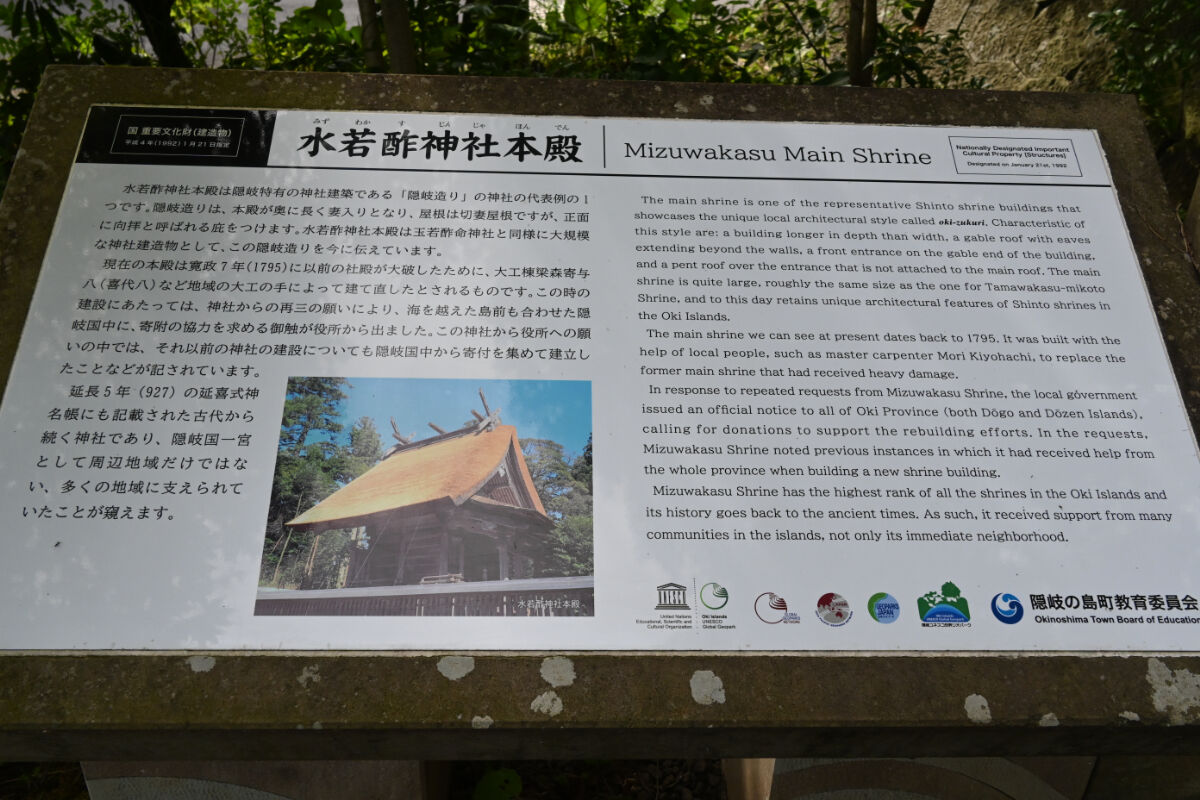 国 重要文化財(建造物)
平成4年(1992)1月21日指定
みず わか す じん じゃ ほん でん
水若酢神社本殿
Mizuwakasu Main Shrine
Nationally Designated Important
Cultural Property [Structures]
Designated on January 21st, 1992
水若酢神社本殿は隠岐特有の神社建築である「隠岐造り」の神社の代表例の1
つです。隠岐造りは、本殿が奥に長く妻入りとなり、屋根は切妻屋根ですが、正面
に向拝と呼ばれる庇をつけます。水若酢神社本殿は玉若酢命神社と同様に大規模
な神社建造物として、この隠岐造りを今に伝えています。
現在の本殿は寛政7年(1795)に以前の社殿が大破したために、大工棟梁森寄与
八(喜代八)など地域の大工の手によって建て直したとされるものです。この時の
建設にあたっては、神社からの再三の願いにより、海を越えた島前も合わせた隠
岐国中に、寄附の協力を求める御触が役所から出ました。この神社から役所への願
いの中では、それ以前の神社の建設についても隠岐国中から寄付を集めて建立し
たことなどが記されています。
延長5年(927)の延喜式神
名帳にも記載された古代から
続く神社であり、隠岐国一宮
として周辺地域だけではな
い、多くの地域に支えられて
いたことが窺えます。
水若酢神社本殿
The main shrine is one of the representative Shinto shrine buildings that
showcases the unique local architectural style called oki-zukuri. Characteristic of
this style are: a building longer in depth than width, a gable roof with eaves
extending beyond the walls, a front entrance on the gable end of the building,
and a pent roof over the entrance that is not attached to the main roof. The main
shrine is quite large, roughly the same size as the one for Tamawakasu-mikoto
Shrine, and to this day retains unique architectural features of Shinto shrines in
the Oki Islands.
The main shrine we can see at present dates back to 1795. It was built with the
help of local people, such as master carpenter Mori Kiyohachi, to replace the
former main shrine that had received heavy damage.
In response to repeated requests from Mizuwakasu Shrine, the local government
issued an official notice to all of Oki Province (both Dōgo and Dōzen Islands),
calling for donations to support the rebuilding efforts. In the requests,
Mizuwakasu Shrine noted previous instances in which it had received help from
the whole province when building a new shrine building.
Mizuwakasu Shrine has the highest rank of all the shrines in the Oki Islands and
its history goes back to the ancient times. As such, it received support from many
communities in the islands, not only its immediate neighborhood.
United Nations
Educational, Scientific and
Cultural Organization
Oki Islands
UNESCO
Global Geopark
GLOBAL
GEOPARKS
NETWORK
GEOPARKS
JAPAN
隠岐の島町教育委員会
Okinoshima Town Board of Education